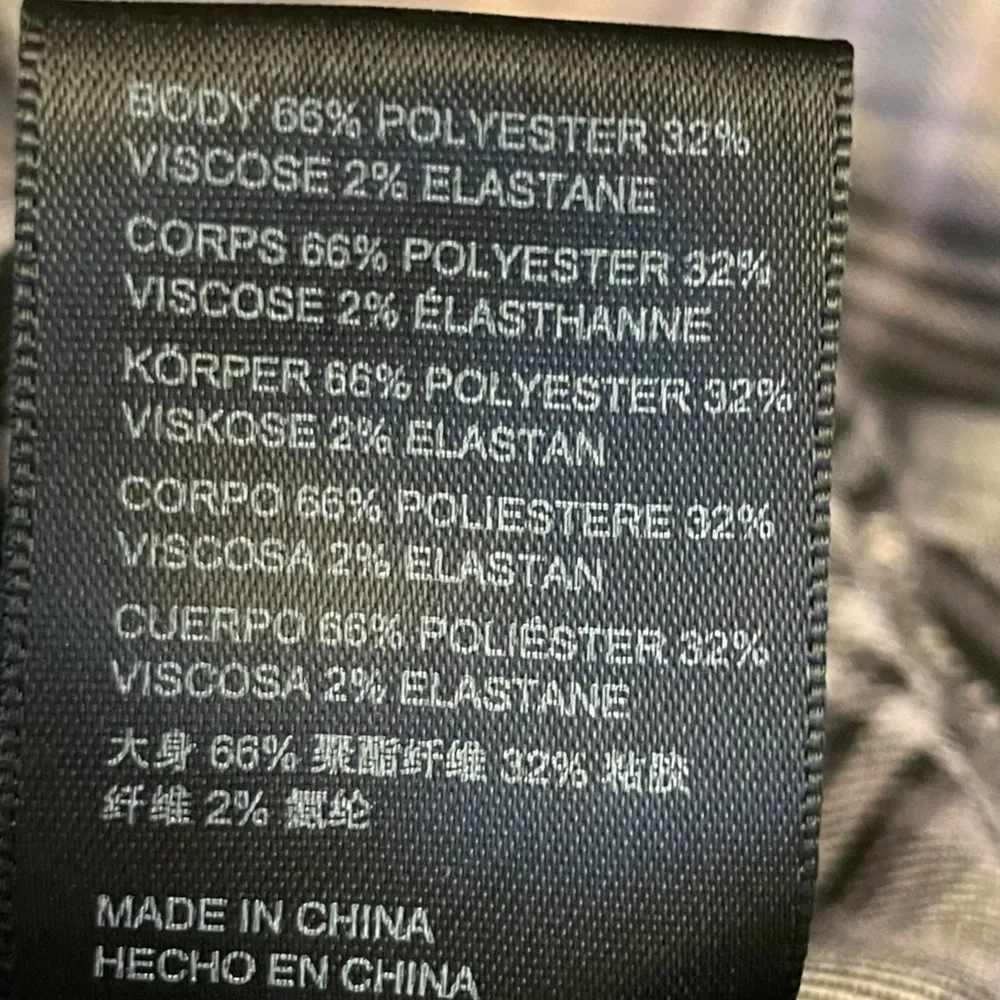 BODY 66% POLYESTER 32%
VISCOSE 2% ELASTANE
CORPS 66% POLYESTER 32%
VISCOSE 2% ÉLASTHANNE
KÖRPER 66% POLYESTER 32%
VISKOSE 2% ELASTAN
CORPO 66% POLIESTERE 32%
VISCOSA 2% ELASTAN
CUERPO 66% POLIÉSTER 32%
VISCOSA 2% ELASTANE
大身 66% 聚酯纤维 32% 粘胶
纤维 2% 氨纶
MADE IN CHINA
HECHO EN CHINA